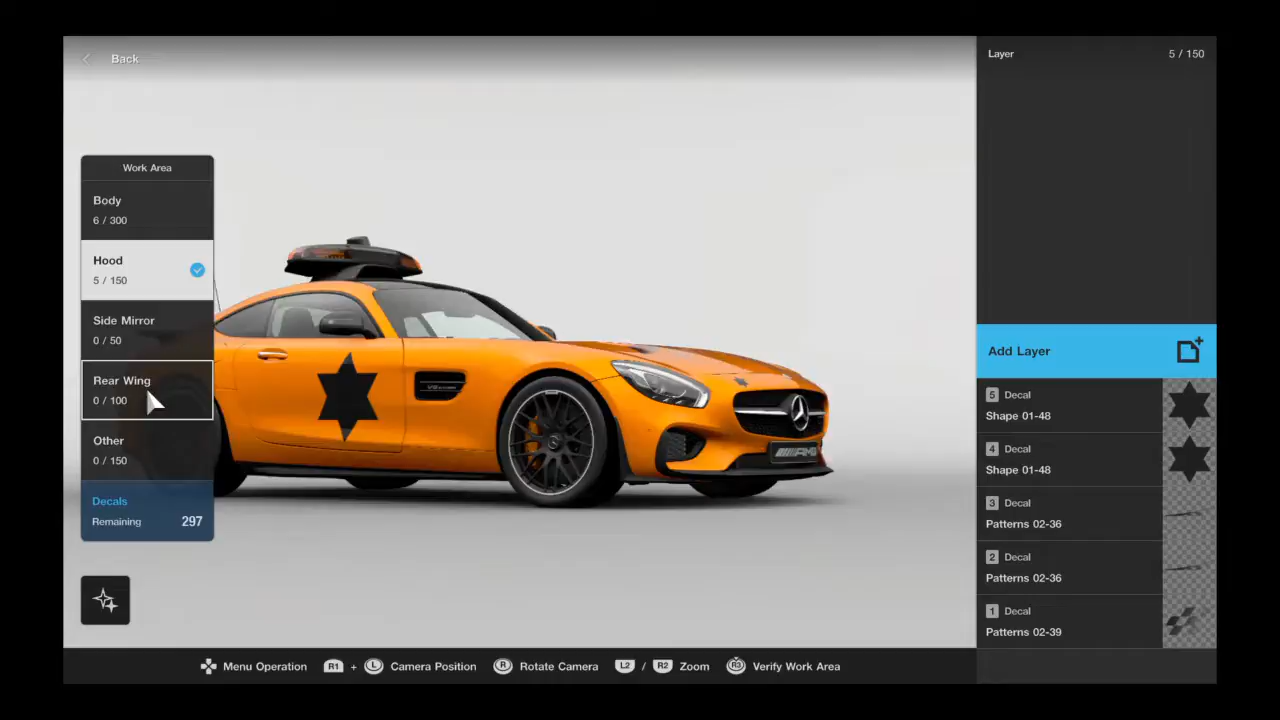 Back
Work Area
Body
6 / 300
Hood
5 / 150
Side Mirror
0 / 50
Rear Wing
0 / 100
Other
0 / 150
Decals
Remaining 297
Layer 5 / 150
Add Layer
5 Decal
Shape 01-48
4 Decal
Shape 01-48
3 Decal
Patterns 02-36
2 Decal
Patterns 02-36
1 Decal
Patterns 02-39
AMG
Menu Operation R1 + L Camera Position R Rotate Camera L2 / R2 Zoom R3 Verify Work Area